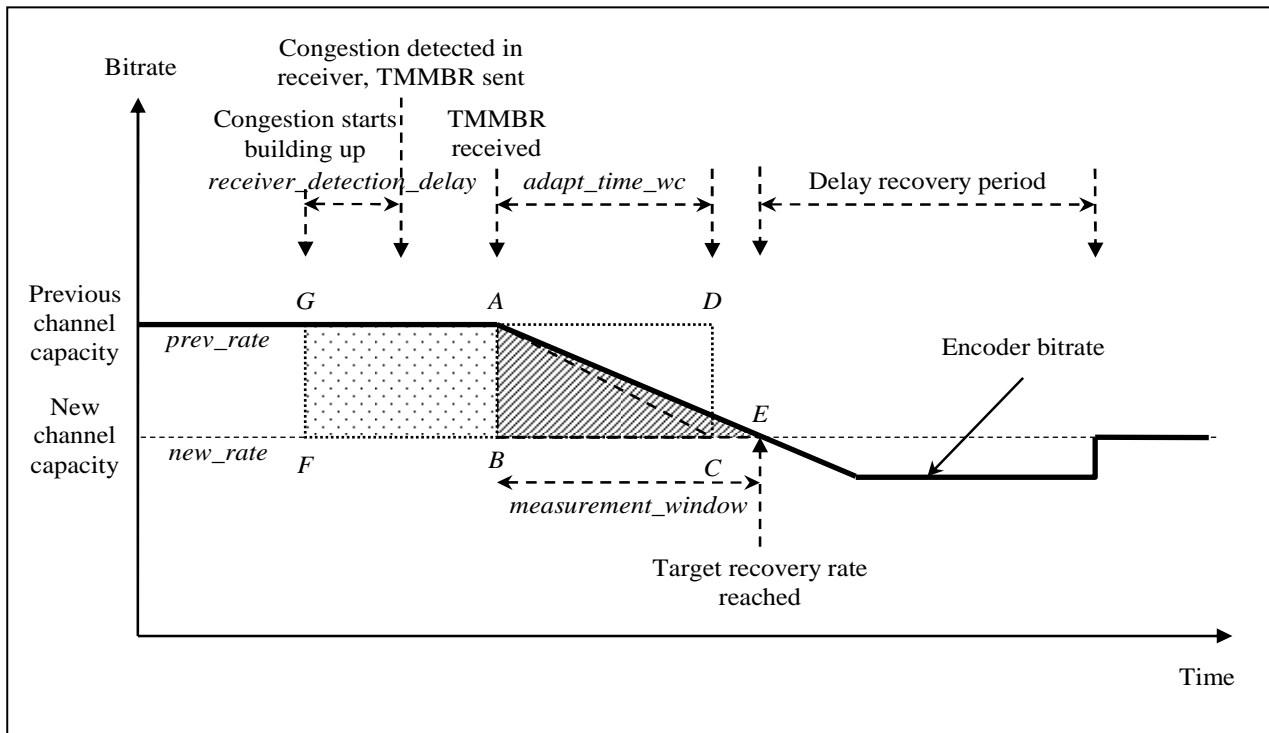 Congestion detected in
receiver, TMMBR sent
Bitrate
Congestion starts
building up
TMMBR
received
receiver_detection_delay
adapt_time_wc
Delay recovery period
Previous
channel
capacity
G
A
D
prev_rate
Encoder bitrate
New
channel
capacity
E
new_rate
F
B
C
measurement_window
Target recovery rate
reached
Time